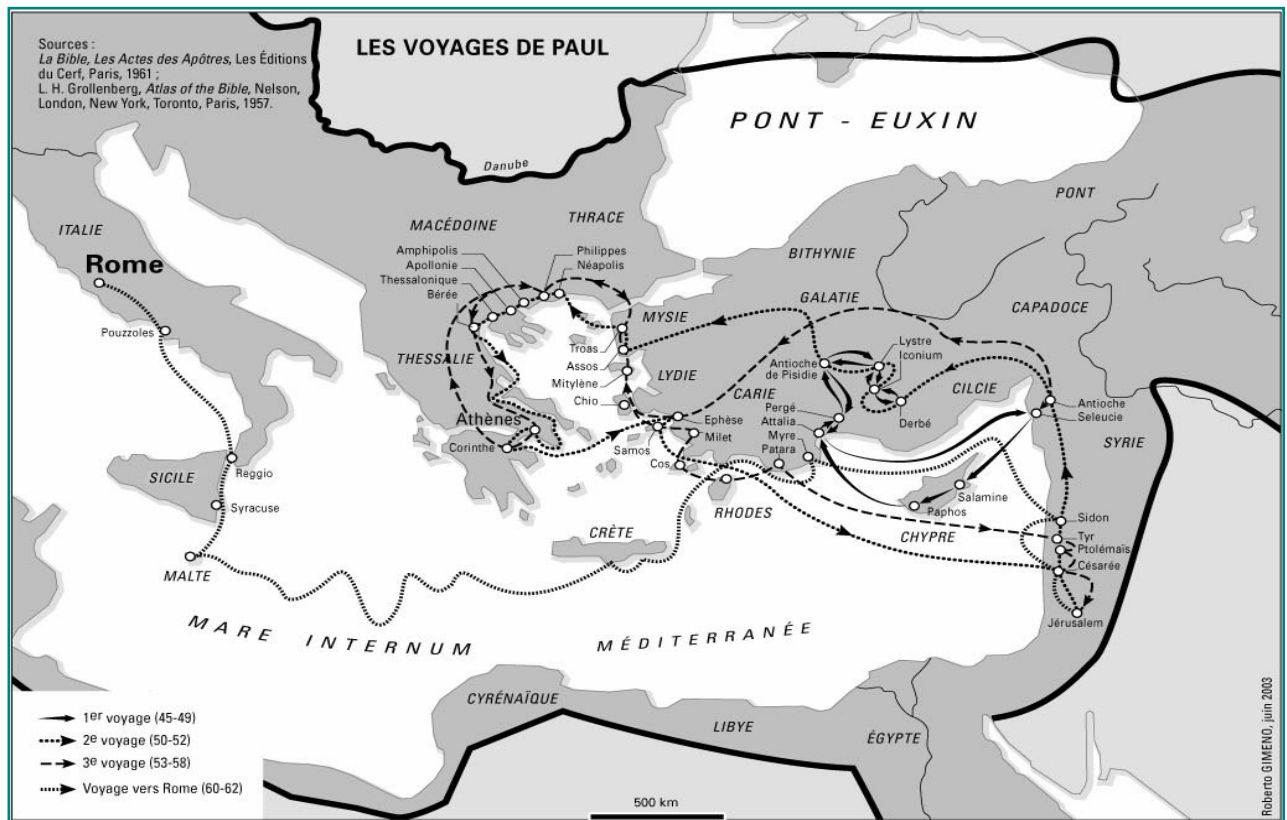 Sources :
La Bible, Les Actes des Apôtres, Les Éditions
du Cerf, Paris, 1961 ;
L. H. Grollenberg, Atlas of the Bible, Nelson,
London, New York, Toronto, Paris, 1957.
LES VOYAGES DE PAUL
PONT - EUXIN
Danube
PONT
ITALIE
MACÉDOINE
THRACE
BITHYNIE
Rome
Amphipolis
Apollonie
Thessalonique
Bérée
Philippes
Néapolis
GALATIE
CAPADOCE
Pouzzoles
MYSIE
THESSALIE
Troas
Assos
Mitylène
Chio
LYDIE
Antioche
de Pisidie
Lystre
Iconium
CARIE
CILCIE
Derbé
Antioche
Seleucie
SYRIE
Athènes
Corinthe
Ephèse
Milet
Samos
Cos
Pergé
Attalia
Myre
Patara
Reggio
SICILE
Syracuse
RHODES
Salamine
Paphos
CHYPRE
Sidon
Tyr
Ptolémaïs
Césarée
Jérusalem
CRÈTE
MALTE
MARE INTERNUM
MÉDITERRANÉE
CYRÉNAÏQUE
LIBYE
ÉGYPTE
1er voyage (45-49)
2e voyage (50-52)
3e voyage (53-58)
Voyage vers Rome (60-62)
500 km
Roberto GIMENO, juin 2003